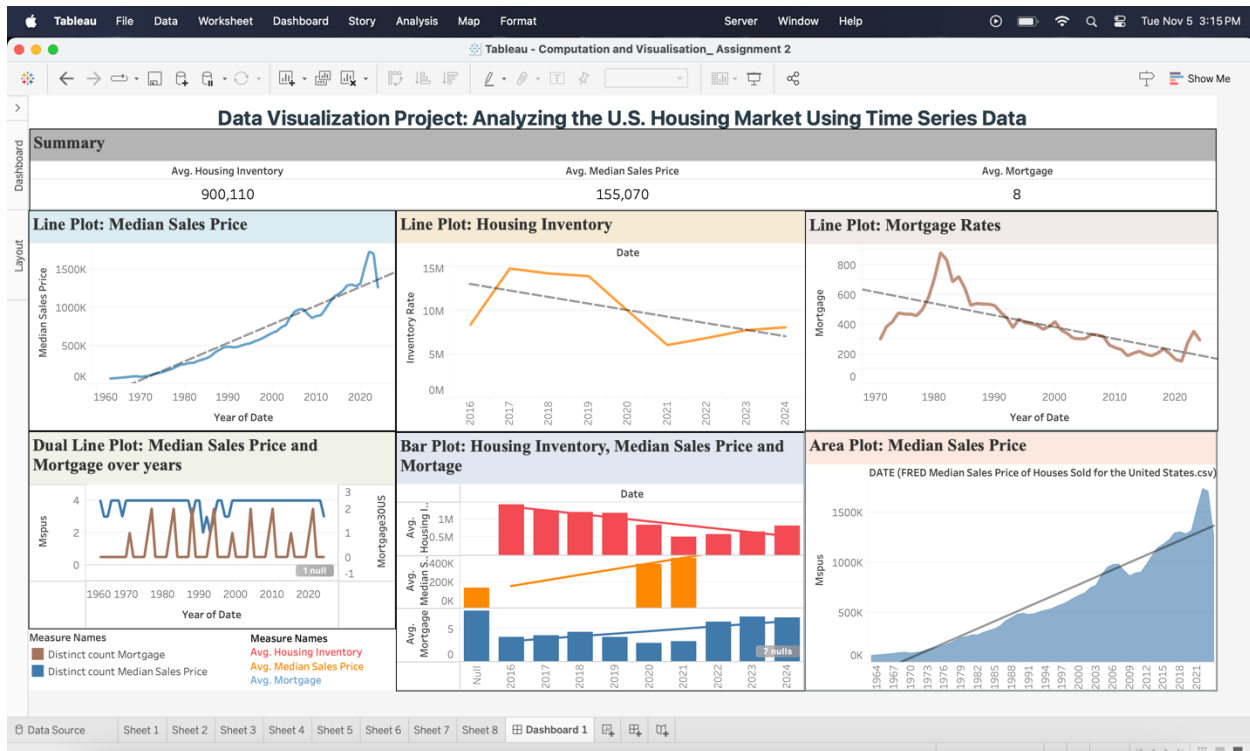 Tableau File Data Worksheet Dashboard Story Analysis Map Format Server Window Help Tue Nov 5 3:15 PM
Tableau - Computation and Visualisation_ Assignment 2
Show Me
Data Visualization Project: Analyzing the U.S. Housing Market Using Time Series Data
Dashboard
Layout
Summary
Avg. Housing Inventory Avg. Median Sales Price Avg. Mortgage
900,110 155,070 8
Line Plot: Median Sales Price
Median Sales Price
1500K
1000K
500K
0K
1960 1970 1980 1990 2000 2010 2020
Year of Date
Line Plot: Housing Inventory
Date
Inventory Rate
15M
10M
5M
0M
2016 2017 2018 2019 2020 2021 2022 2023 2024
Line Plot: Mortgage Rates
Mortgage
800
600
400
200
0
1970 1980 1990 2000 2010 2020
Year of Date
Dual Line Plot: Median Sales Price and
Mortgage over years
Mspus
4
2
0
3
2
1
0
-1
Mortgage30US
1 null
1960 1970 1980 1990 2000 2010 2020
Year of Date
Measure Names
Distinct count Mortgage
Distinct count Median Sales Price
Measure Names
Avg. Housing Inventory
Avg. Median Sales Price
Avg. Mortgage
Bar Plot: Housing Inventory, Median Sales Price and
Mortage
Date
Avg.
Housing I..
1M
0.5M
Avg.
Median S..
400K
200K
0K
Avg.
Mortgage
5
0
7 nulls
Null 2016 2017 2018 2019 2020 2021 2022 2023 2024
Area Plot: Median Sales Price
DATE (FRED Median Sales Price of Houses Sold for the United States.csv)
Mspus
1500K
1000K
500K
0K
1964 1967 1970 1973 1976 1979 1982 1985 1988 1991 1994 1997 2000 2003 2006 2009 2012 2015 2018 2021
Data Source Sheet 1 Sheet 2 Sheet 3 Sheet 4 Sheet 5 Sheet 6 Sheet 7 Sheet 8 Dashboard 1